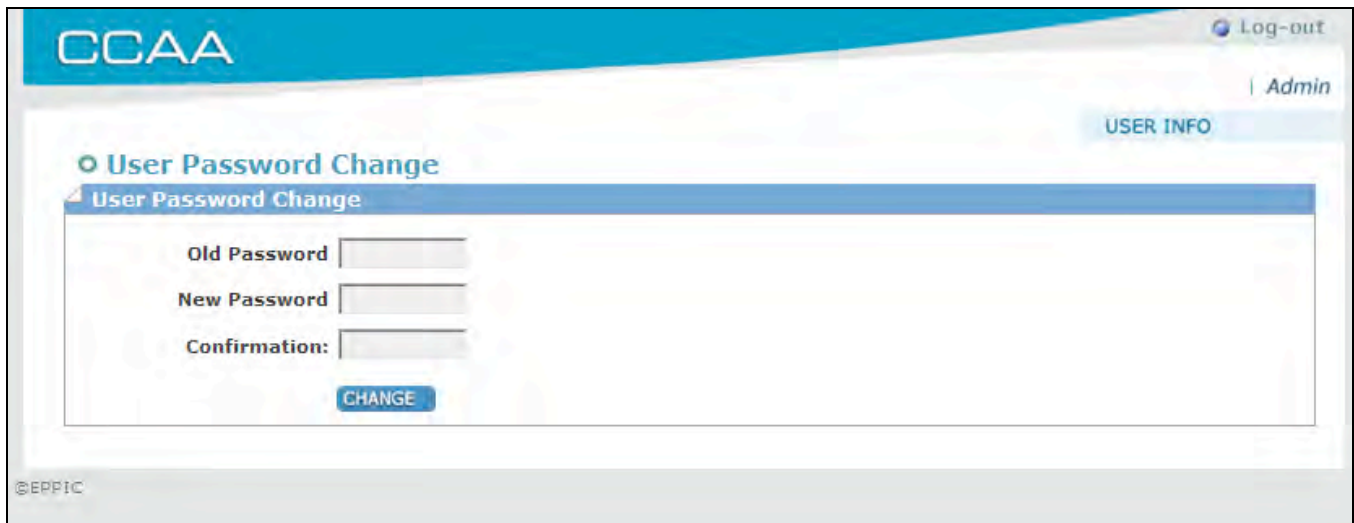 CCAA
Log-out
| Admin
USER INFO
User Password Change
User Password Change
Old Password
New Password
Confirmation:
CHANGE
©EPPIC